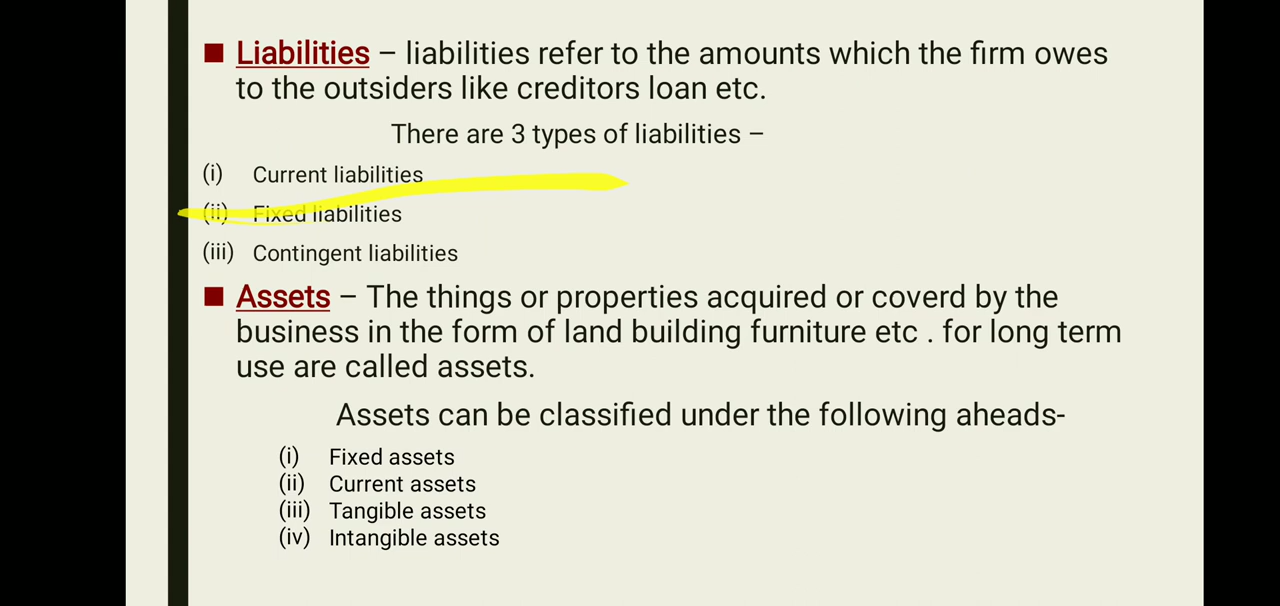 Liabilities – liabilities refer to the amounts which the firm owes
to the outsiders like creditors loan etc.
There are 3 types of liabilities –
(i) Current liabilities
(ii) Fixed liabilities
(iii) Contingent liabilities
Assets – The things or properties acquired or coverd by the
business in the form of land building furniture etc . for long term
use are called assets.
Assets can be classified under the following aheads-
(i) Fixed assets
(ii) Current assets
(iii) Tangible assets
(iv) Intangible assets